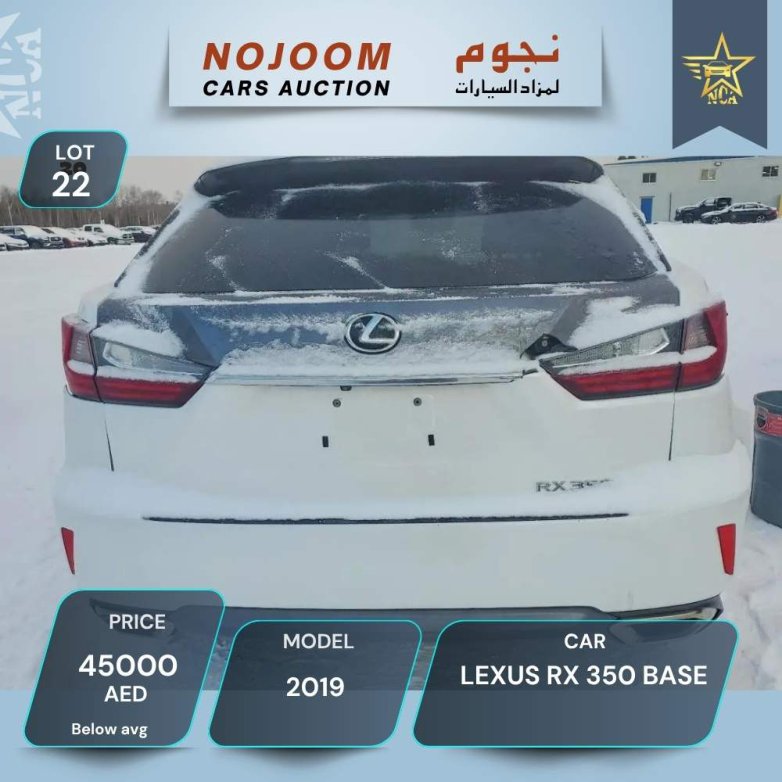 NOJOOM
CARS AUCTION
نجوم
لمزاد السيارات
NCA
NCA
LOT
22
RX 350
PRICE
45000
AED
Below avg
MODEL
2019
CAR
LEXUS RX 350 BASE